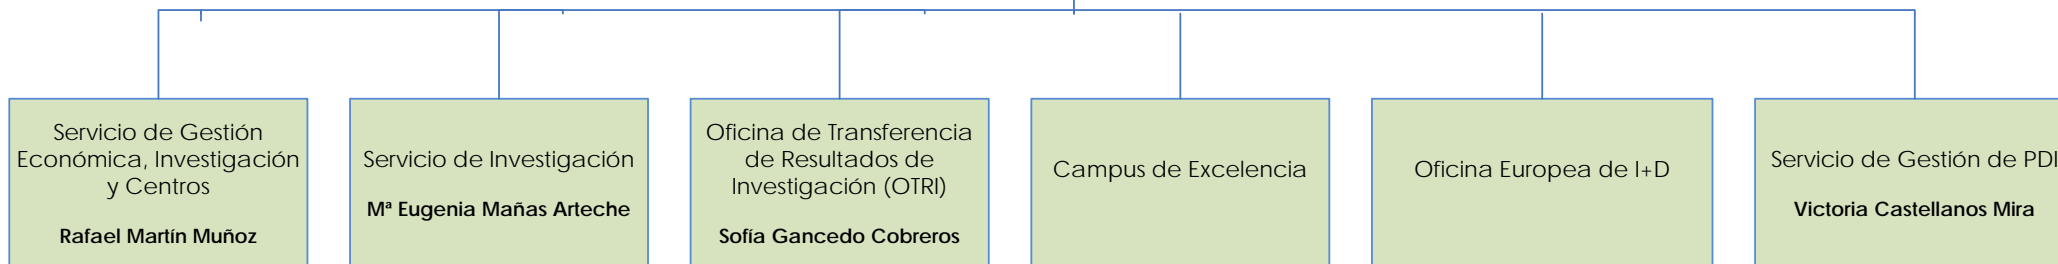 Servicio de Gestión
Económica, Investigación
y Centros
Rafael Martín Muñoz
Servicio de Investigación
Mª Eugenia Mañas Arteche
Oficina de Transferencia
de Resultados de
Investigación (OTRI)
Sofía Gancedo Cobreros
Campus de Excelencia
Oficina Europea de I+D
Servicio de Gestión de PDI
Victoria Castellanos Mira